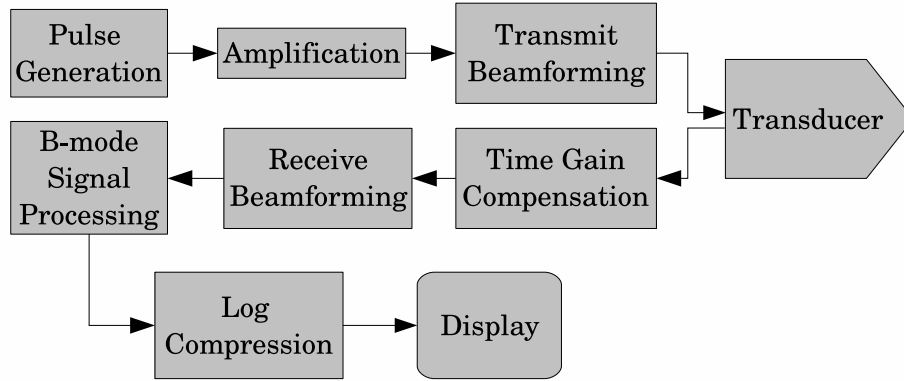 Pulse
Generation
Amplification
Transmit
Beamforming
Transducer
B-mode
Signal
Processing
Receive
Beamforming
Time Gain
Compensation
Log
Compression
Display